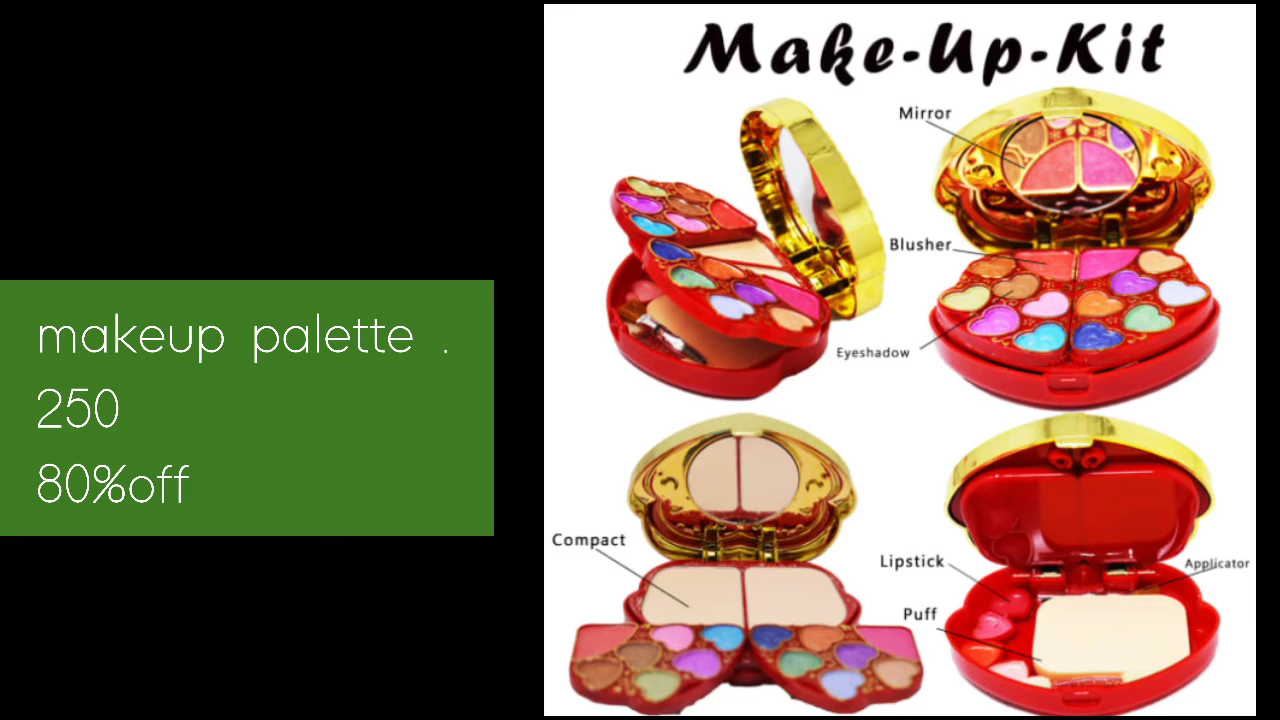 makeup palette .
250
80%off
Make-Up-Kit
Mirror
Blusher
Eyeshadow
Compact
Lipstick
Applicator
Puff